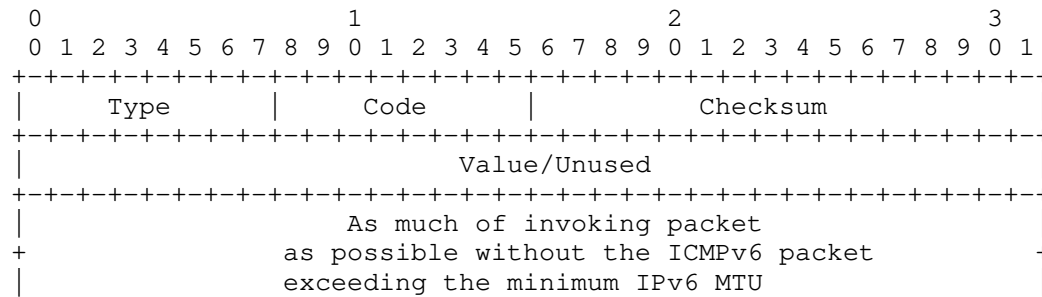 0                   1                   2                   3
 0 1 2 3 4 5 6 7 8 9 0 1 2 3 4 5 6 7 8 9 0 1 2 3 4 5 6 7 8 9 0 1
+-+-+-+-+-+-+-+-+-+-+-+-+-+-+-+-+-+-+-+-+-+-+-+-+-+-+-+-+-+-+-+-
|     Type      |     Code      |          Checksum
+-+-+-+-+-+-+-+-+-+-+-+-+-+-+-+-+-+-+-+-+-+-+-+-+-+-+-+-+-+-+-+-
|                           Value/Unused
+-+-+-+-+-+-+-+-+-+-+-+-+-+-+-+-+-+-+-+-+-+-+-+-+-+-+-+-+-+-+-+-
|                    As much of invoking packet
+                as possible without the ICMPv6 packet          -
|                exceeding the minimum IPv6 MTU